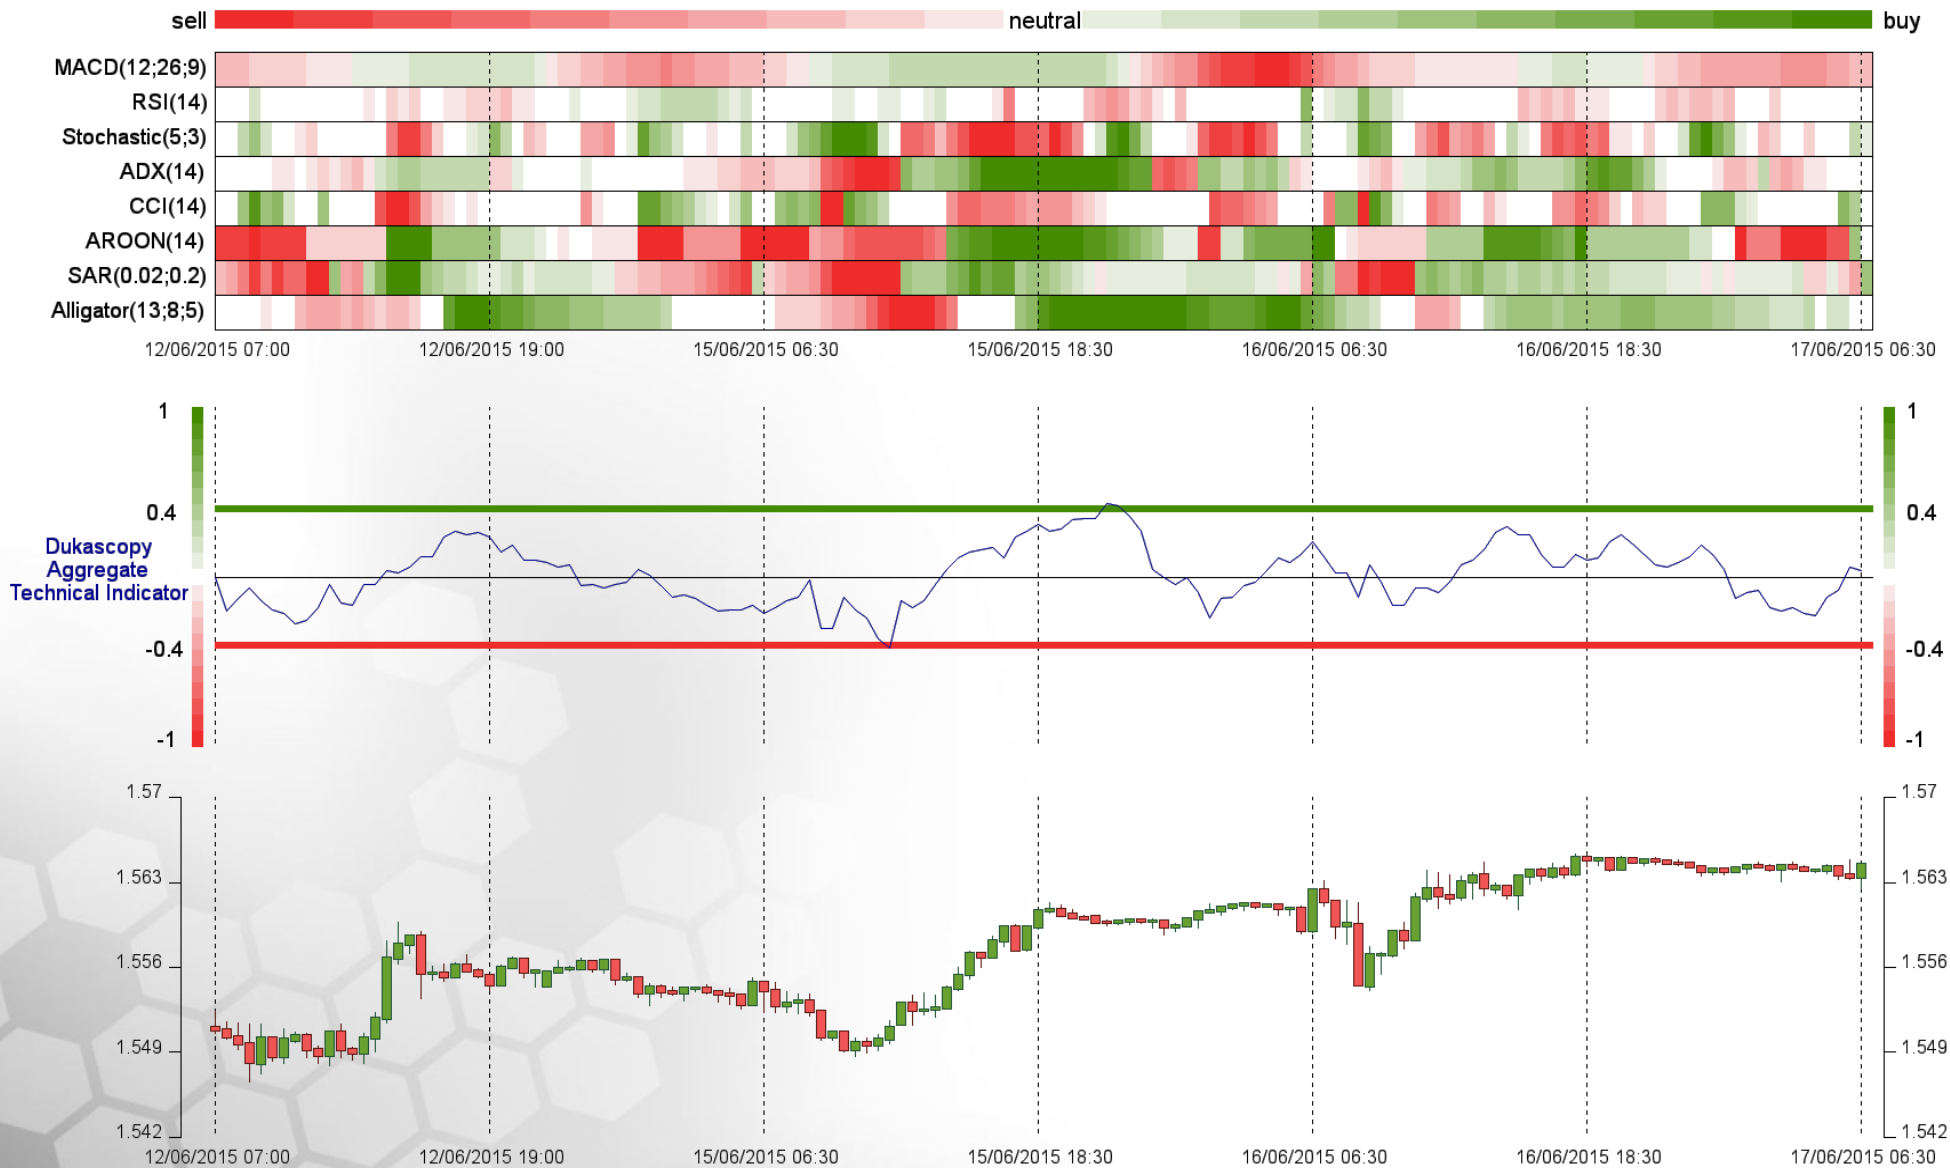 sell neutral buy
MACD(12;26;9)
RSI(14)
Stochastic(5;3)
ADX(14)
CCI(14)
AROON(14)
SAR(0.02;0.2)
Alligator(13;8;5)
12/06/2015 07:00 12/06/2015 19:00 15/06/2015 06:30 15/06/2015 18:30 16/06/2015 06:30 16/06/2015 18:30 17/06/2015 06:30
1 1
0.4 0.4
Dukascopy
Aggregate
Technical Indicator
-0.4 -0.4
-1 -1
1.57 1.57
1.563 1.563
1.556 1.556
1.549 1.549
1.542 1.542
12/06/2015 07:00 12/06/2015 19:00 15/06/2015 06:30 15/06/2015 18:30 16/06/2015 06:30 16/06/2015 18:30 17/06/2015 06:30